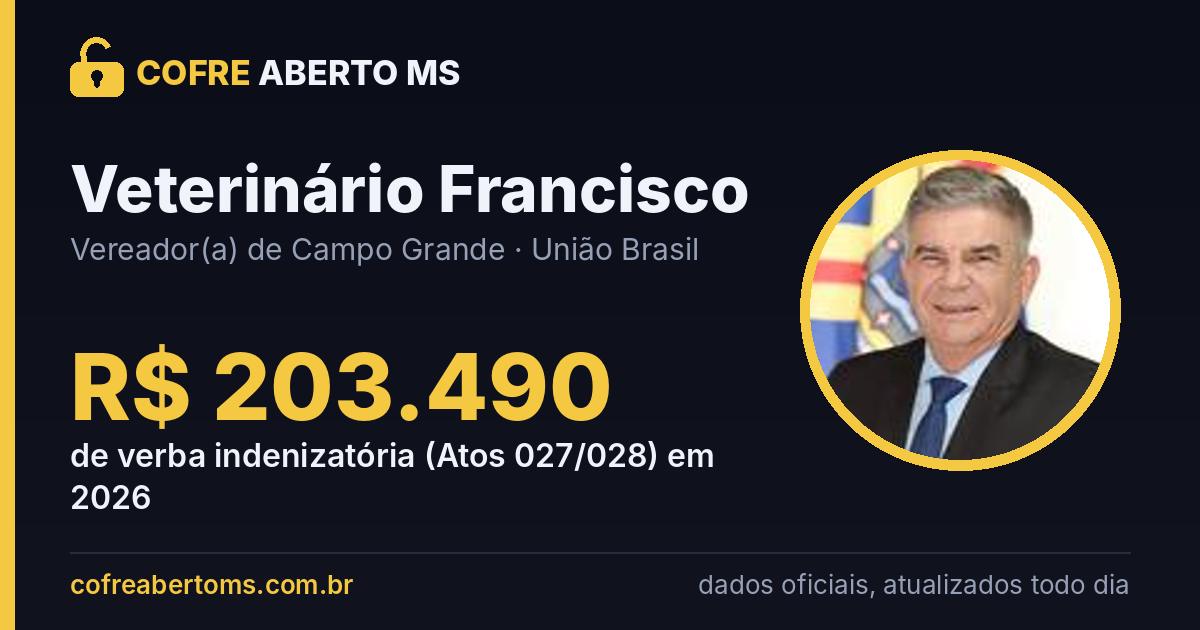 COFRE ABERTO MS
Veterinário Francisco
Vereador(a) de Campo Grande · União Brasil
R$ 203.490
de verba indenizatória (Atos 027/028) em
2026
cofreabertoms.com.br
dados oficiais, atualizados todo dia